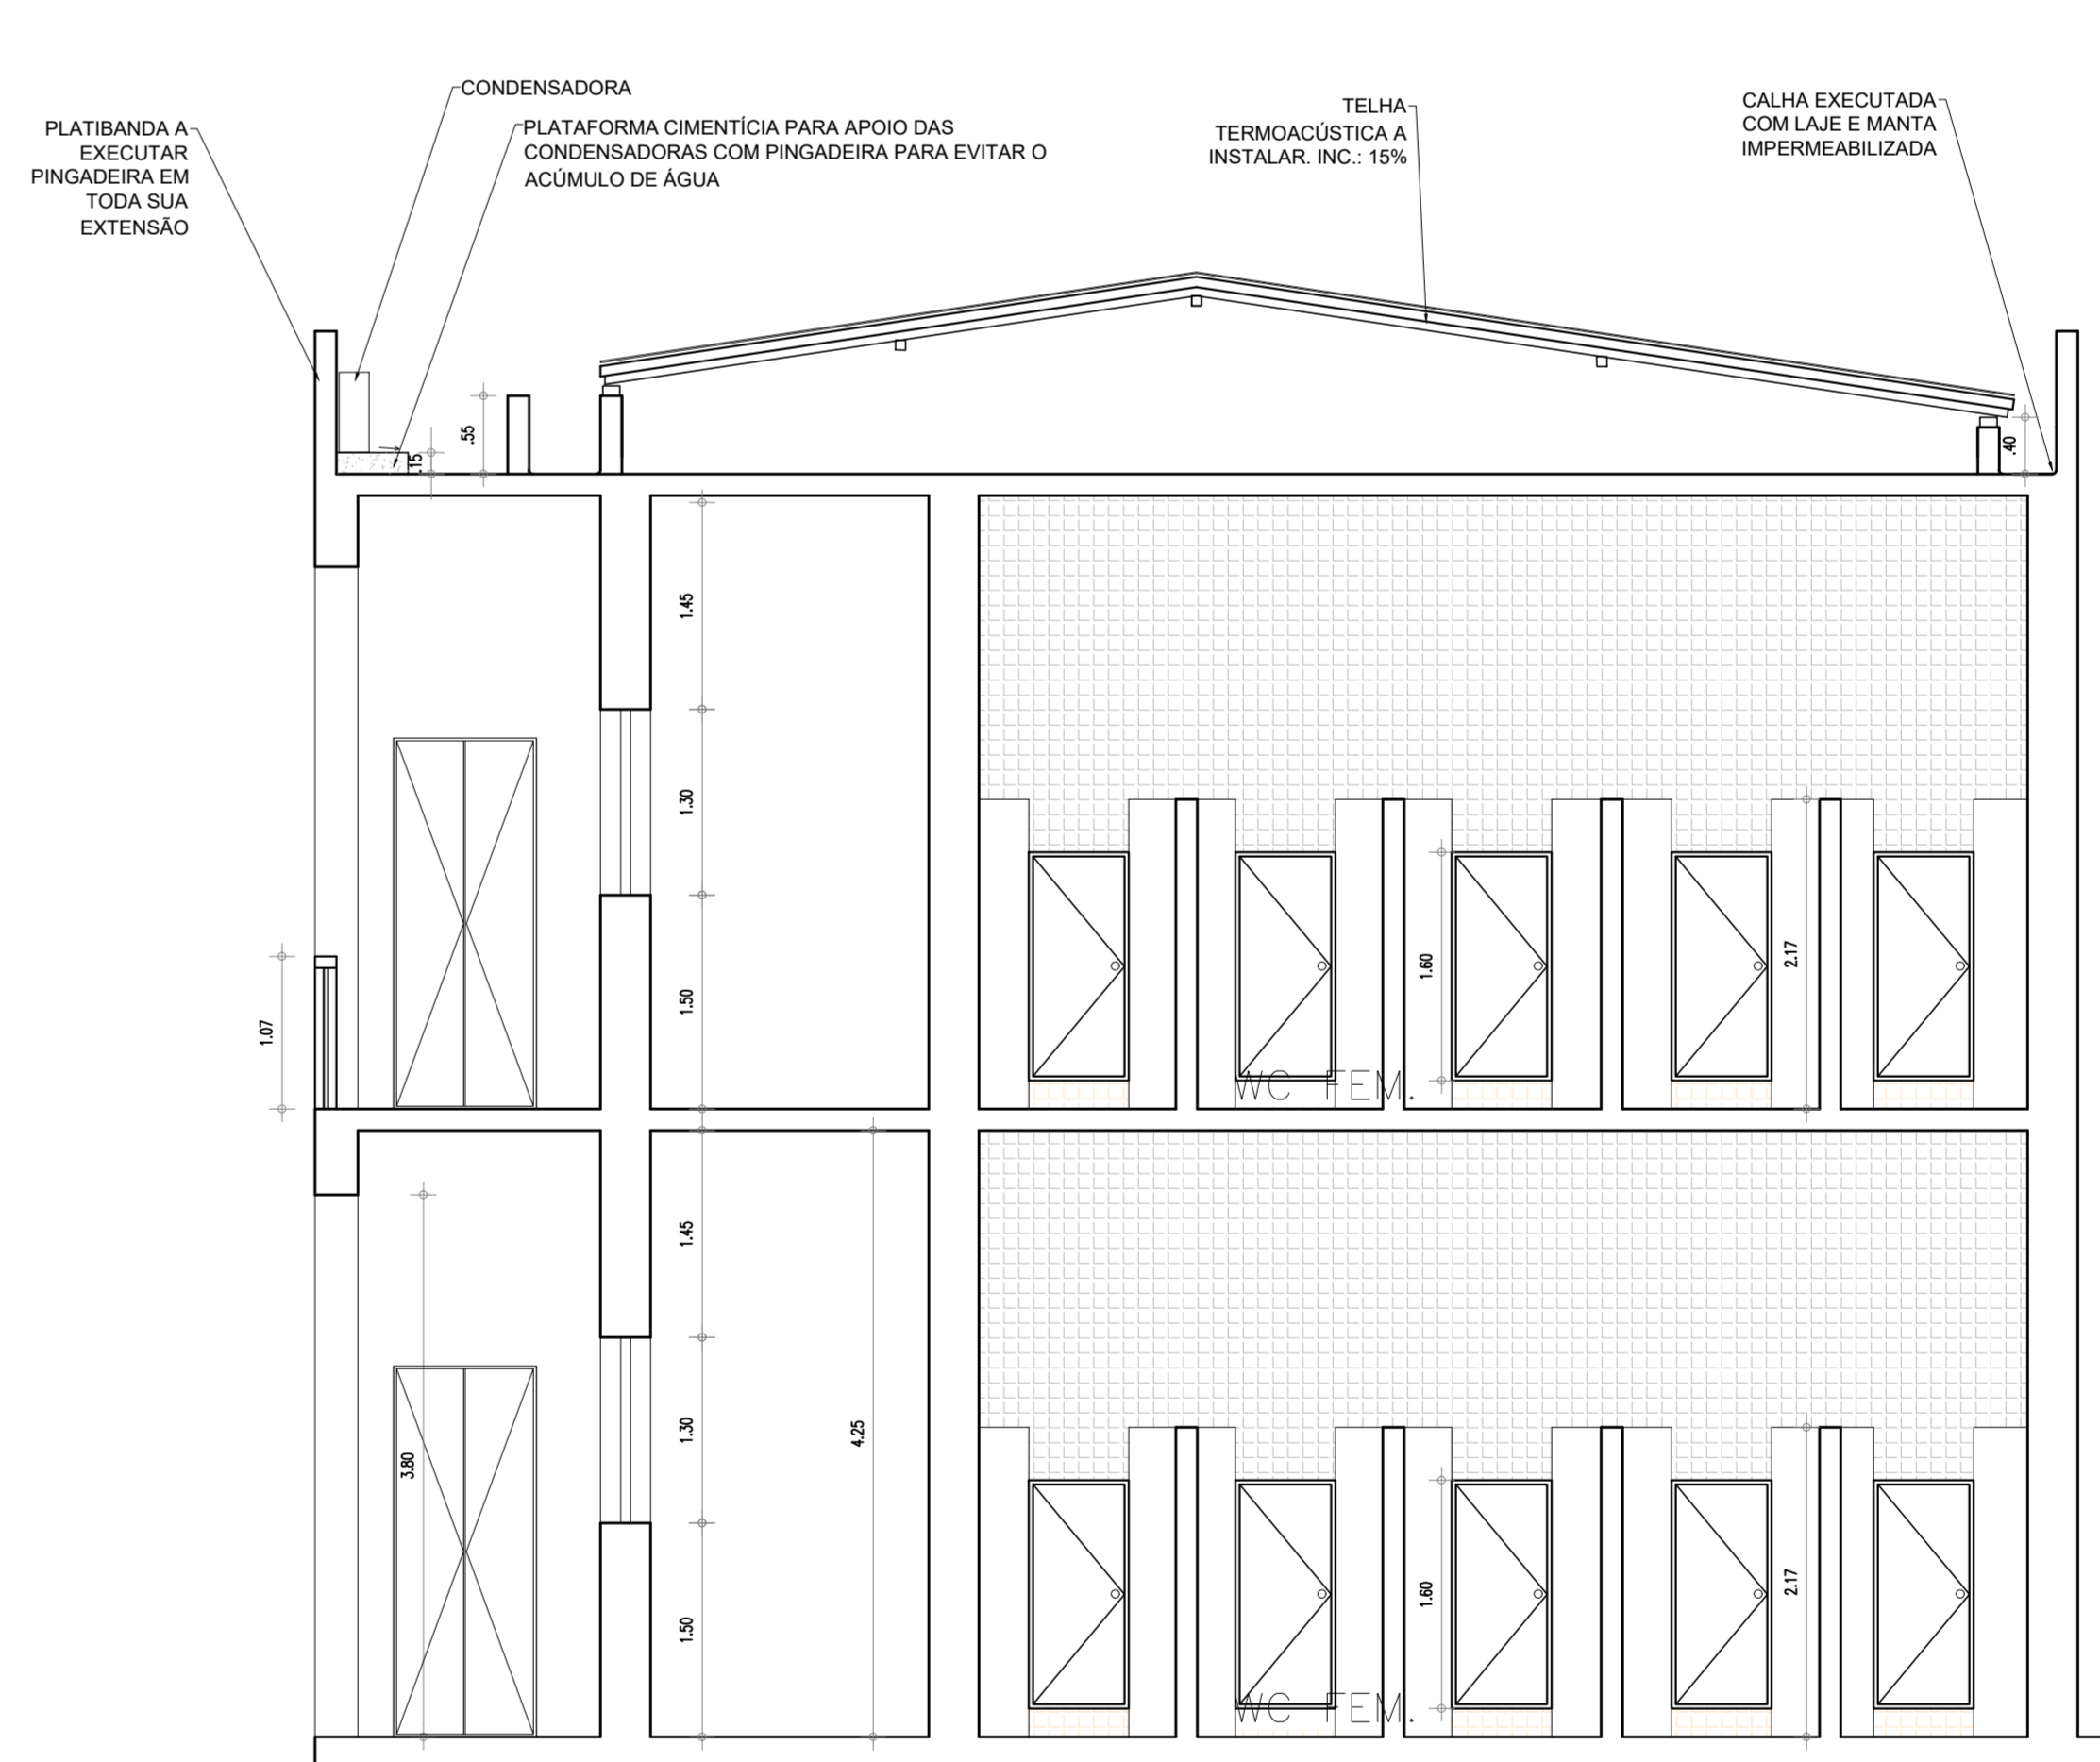 CONDENSADORA
PLATIBANDA A
EXECUTAR
PINGADEIRA EM
TODA SUA
EXTENSÃO
PLATAFORMA CIMENTÍCIA PARA APOIO DAS
CONDENSADORAS COM PINGADEIRA PARA EVITAR O
ACÚMULO DE ÁGUA
TELHA
TERMOACÚSTICA A
INSTALAR. INC.: 15%
CALHA EXECUTADA
COM LAJE E MANTA
IMPERMEABILIZADA
.15
.55
.40
1.45
1.30
1.50
1.07
1.60
2.17
WC FEM.
1.45
1.30
1.50
3.80
4.25
1.60
2.17
WC FEM.